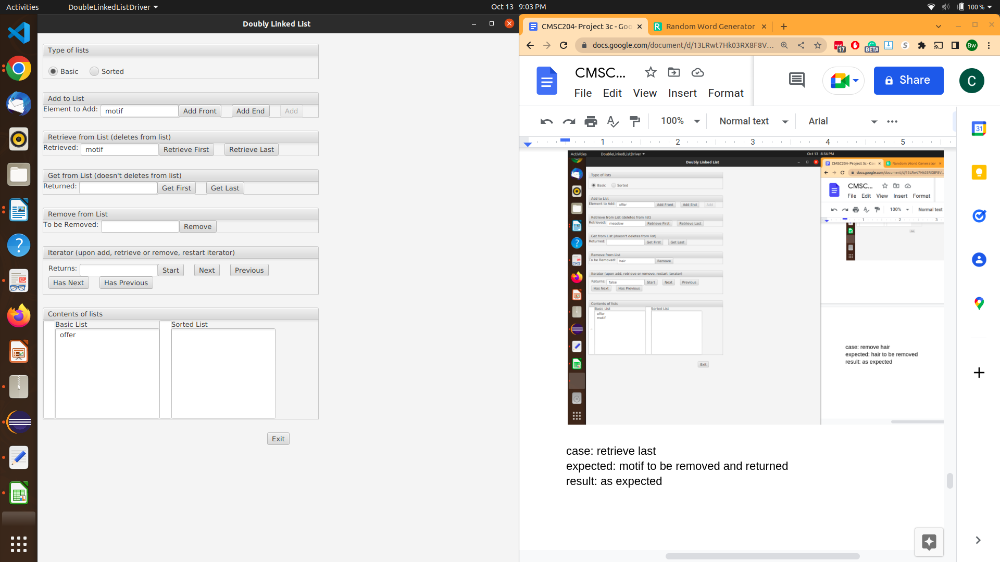 Activities DoubleLinkedListDriver Oct 13 9:03 PM 100 %
Doubly Linked List
Type of lists
Basic Sorted
Add to List
Element to Add: motif Add Front Add End Add
Retrieve from List (deletes from list)
Retrieved: motif Retrieve First Retrieve Last
Get from List (doesn't deletes from list)
Returned: Get First Get Last
Remove from List
To be Removed: Remove
Iterator (upon add, retrieve or remove, restart iterator)
Returns: Start Next Previous
Has Next Has Previous
Contents of lists
Basic List Sorted List
offer
Exit
CMSC204- Project 3c - Goo Random Word Generator
docs.google.com/document/d/13LRwt7Hk03RX8F8V... 17 BETA S Bw
CMSC... Share C
File Edit View Insert Format
100% Normal text Arial
31
1 2 3 4 5
Activities DoubleLinkedListDriver Oct 13 8:56 PM
Doubly Linked List
Type of lists
Basic Sorted
Add to List
Element to Add: offer Add Front Add End Add
Retrieve from List (deletes from list)
Retrieved: meadow Retrieve First Retrieve Last
Get from List (doesn't deletes from list)
Returned: Get First Get Last
Remove from List
To be Removed: hair Remove
Iterator (upon add, retrieve or remove, restart iterator)
Returns: false Start Next Previous
Has Next Has Previous
Contents of lists
Basic List Sorted List
offer
motif
Exit
CMSC204- Project 3c - Goo Random Word Generator
docs.google.com/document/d/13LRwt7Hk03RX8F8V...
CMSC...
File Edit View Insert Format
100% Normal text
1 2 3
case: remove hair
expected: hair to be removed
result: as expected
case: retrieve last
expected: motif to be removed and returned
result: as expected